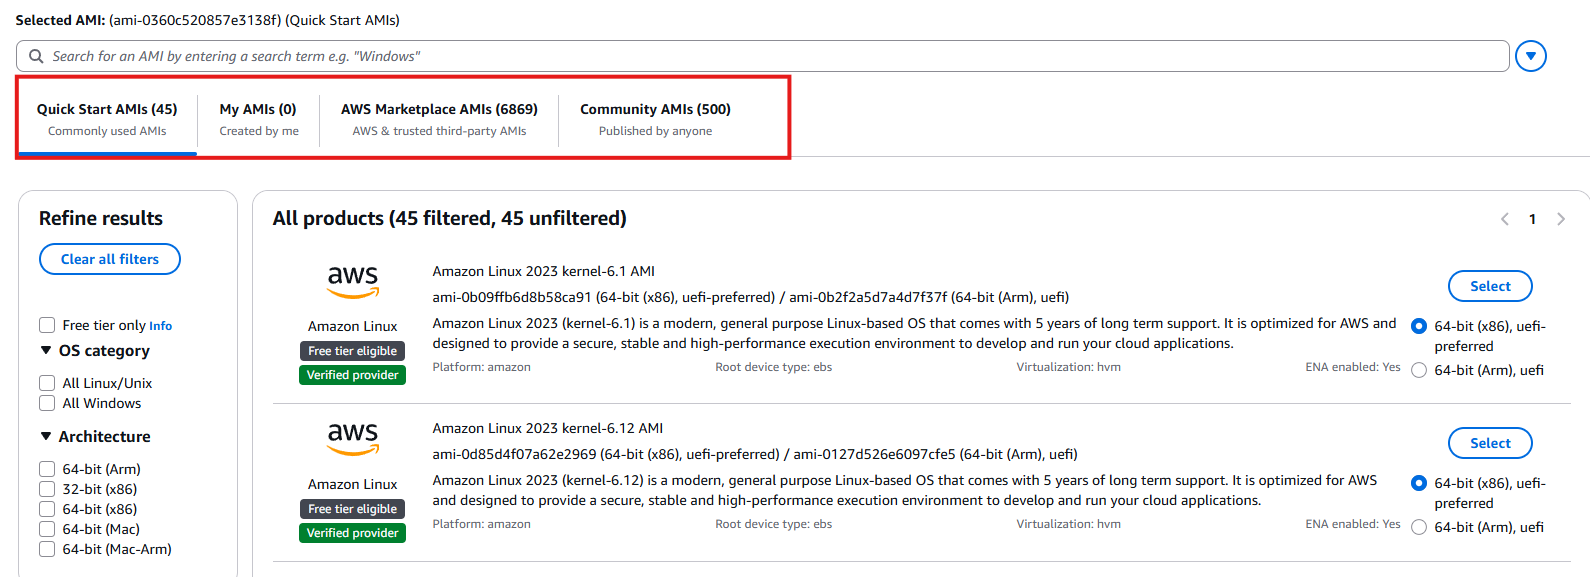 Selected AMI: (ami-0360c520857e3138f) (Quick Start AMIs)
Search for an AMI by entering a search term e.g. "Windows"
Quick Start AMIs (45)
Commonly used AMIs
My AMIs (0)
Created by me
AWS Marketplace AMIs (6869)
AWS & trusted third-party AMIs
Community AMIs (500)
Published by anyone
Refine results
Clear all filters
Free tier only Info
OS category
All Linux/Unix
All Windows
Architecture
64-bit (Arm)
32-bit (x86)
64-bit (x86)
64-bit (Mac)
64-bit (Mac-Arm)
All products (45 filtered, 45 unfiltered)
1
aws
Amazon Linux
Free tier eligible
Verified provider
Amazon Linux 2023 kernel-6.1 AMI
ami-0b09ffb6d8b58ca91 (64-bit (x86), uefi-preferred) / ami-0b2f2a5d7a4d7f37f (64-bit (Arm), uefi)
Amazon Linux 2023 (kernel-6.1) is a modern, general purpose Linux-based OS that comes with 5 years of long term support. It is optimized for AWS and
designed to provide a secure, stable and high-performance execution environment to develop and run your cloud applications.
Platform: amazon
Root device type: ebs
Virtualization: hvm
ENA enabled: Yes
Select
64-bit (x86), uefi-
preferred
64-bit (Arm), uefi
aws
Amazon Linux
Free tier eligible
Verified provider
Amazon Linux 2023 kernel-6.12 AMI
ami-0d85d4f07a62e2969 (64-bit (x86), uefi-preferred) / ami-0127d526e6097cfe5 (64-bit (Arm), uefi)
Amazon Linux 2023 (kernel-6.12) is a modern, general purpose Linux-based OS that comes with 5 years of long term support. It is optimized for AWS
and designed to provide a secure, stable and high-performance execution environment to develop and run your cloud applications.
Platform: amazon
Root device type: ebs
Virtualization: hvm
ENA enabled: Yes
Select
64-bit (x86), uefi-
preferred
64-bit (Arm), uefi